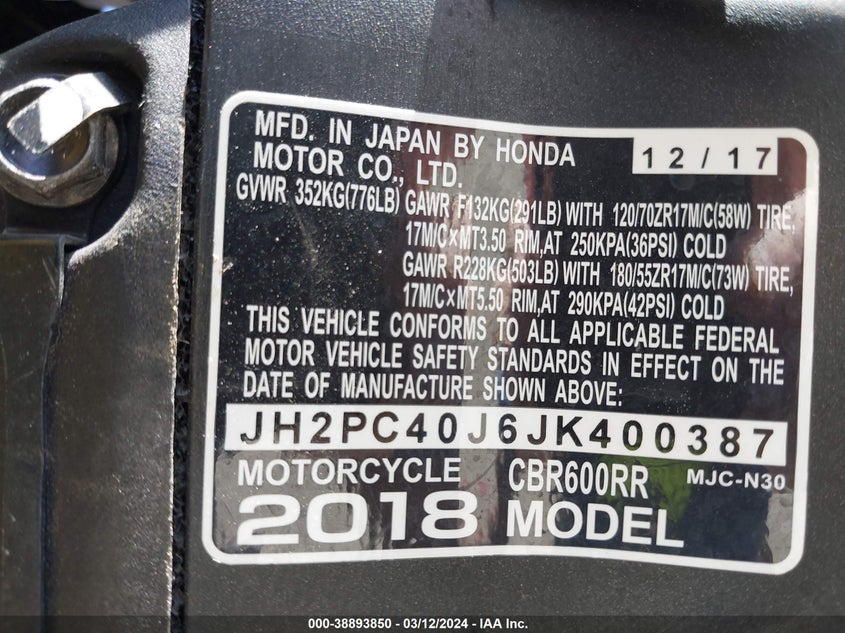 MFD. IN JAPAN BY HONDA
MOTOR CO., LTD.
12/17
GVWR 352KG(776LB) GAWR F132KG(291LB) WITH 120/70ZR17M/C(58W) TIRE,
17M/C×MT3.50 RIM,AT 250KPA(36PSI) COLD
GAWR R228KG(503LB) WITH 180/55ZR17M/C(73W) TIRE,
17M/C×MT5.50 RIM,AT 290KPA(42PSI) COLD
THIS VEHICLE CONFORMS TO ALL APPLICABLE FEDERAL
MOTOR VEHICLE SAFETY STANDARDS IN EFFECT ON THE
DATE OF MANUFACTURE SHOWN ABOVE:
JH2PC40J6JK400387
MOTORCYCLE CBR600RR MJC-N30
2018 MODEL
000-38893850 — 03/12/2024 — IAA Inc.